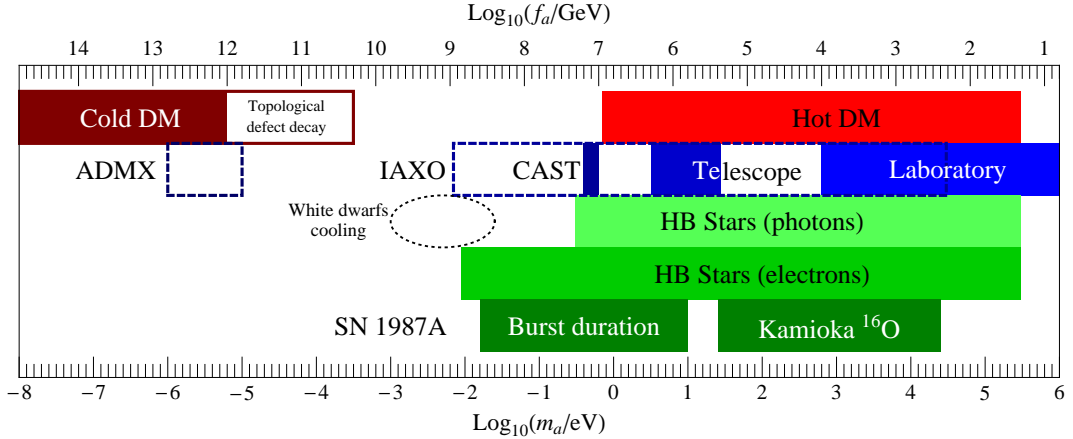 Log₁₀(fₐ/GeV)
14 13 12 11 10 9 8 7 6 5 4 3 2 1
Cold DM
Topological
defect decay
Hot DM
ADMX
IAXO
CAST
Telescope
Laboratory
White dwarfs
cooling
HB Stars (photons)
HB Stars (electrons)
SN 1987A
Burst duration
Kamioka ¹⁶O
−8 −7 −6 −5 −4 −3 −2 −1 0 1 2 3 4 5 6
Log₁₀(mₐ/eV)